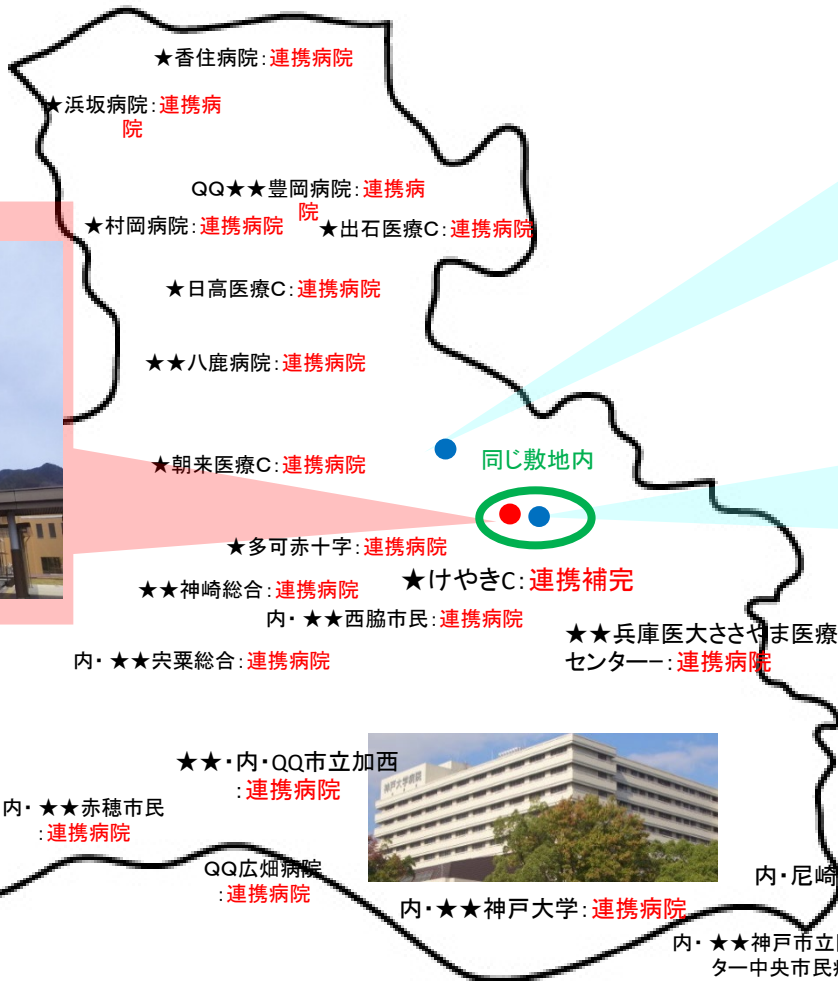 ★香住病院：連携病院
★浜坂病院：連携病
院
QQ★★豊岡病院：連携病
院
★村岡病院：連携病院
★出石医療C：連携病院
★日高医療C：連携病院
★★八鹿病院：連携病院
★朝来医療C：連携病院
同じ敷地内
★多可赤十字：連携病院
★けやきC：連携補完
★★神崎総合：連携病院
内・★★西脇市民：連携病院
★★兵庫医大ささやま医療
センターー：連携病院
内・★★宍粟総合：連携病院
★★・内・QQ市立加西
：連携病院
神戸大学病院
内・★★赤穂市民
：連携病院
QQ広畑病院
：連携病院
内・尼崎
内・★★神戸大学：連携病院
内・★★神戸市立
ター中央市民